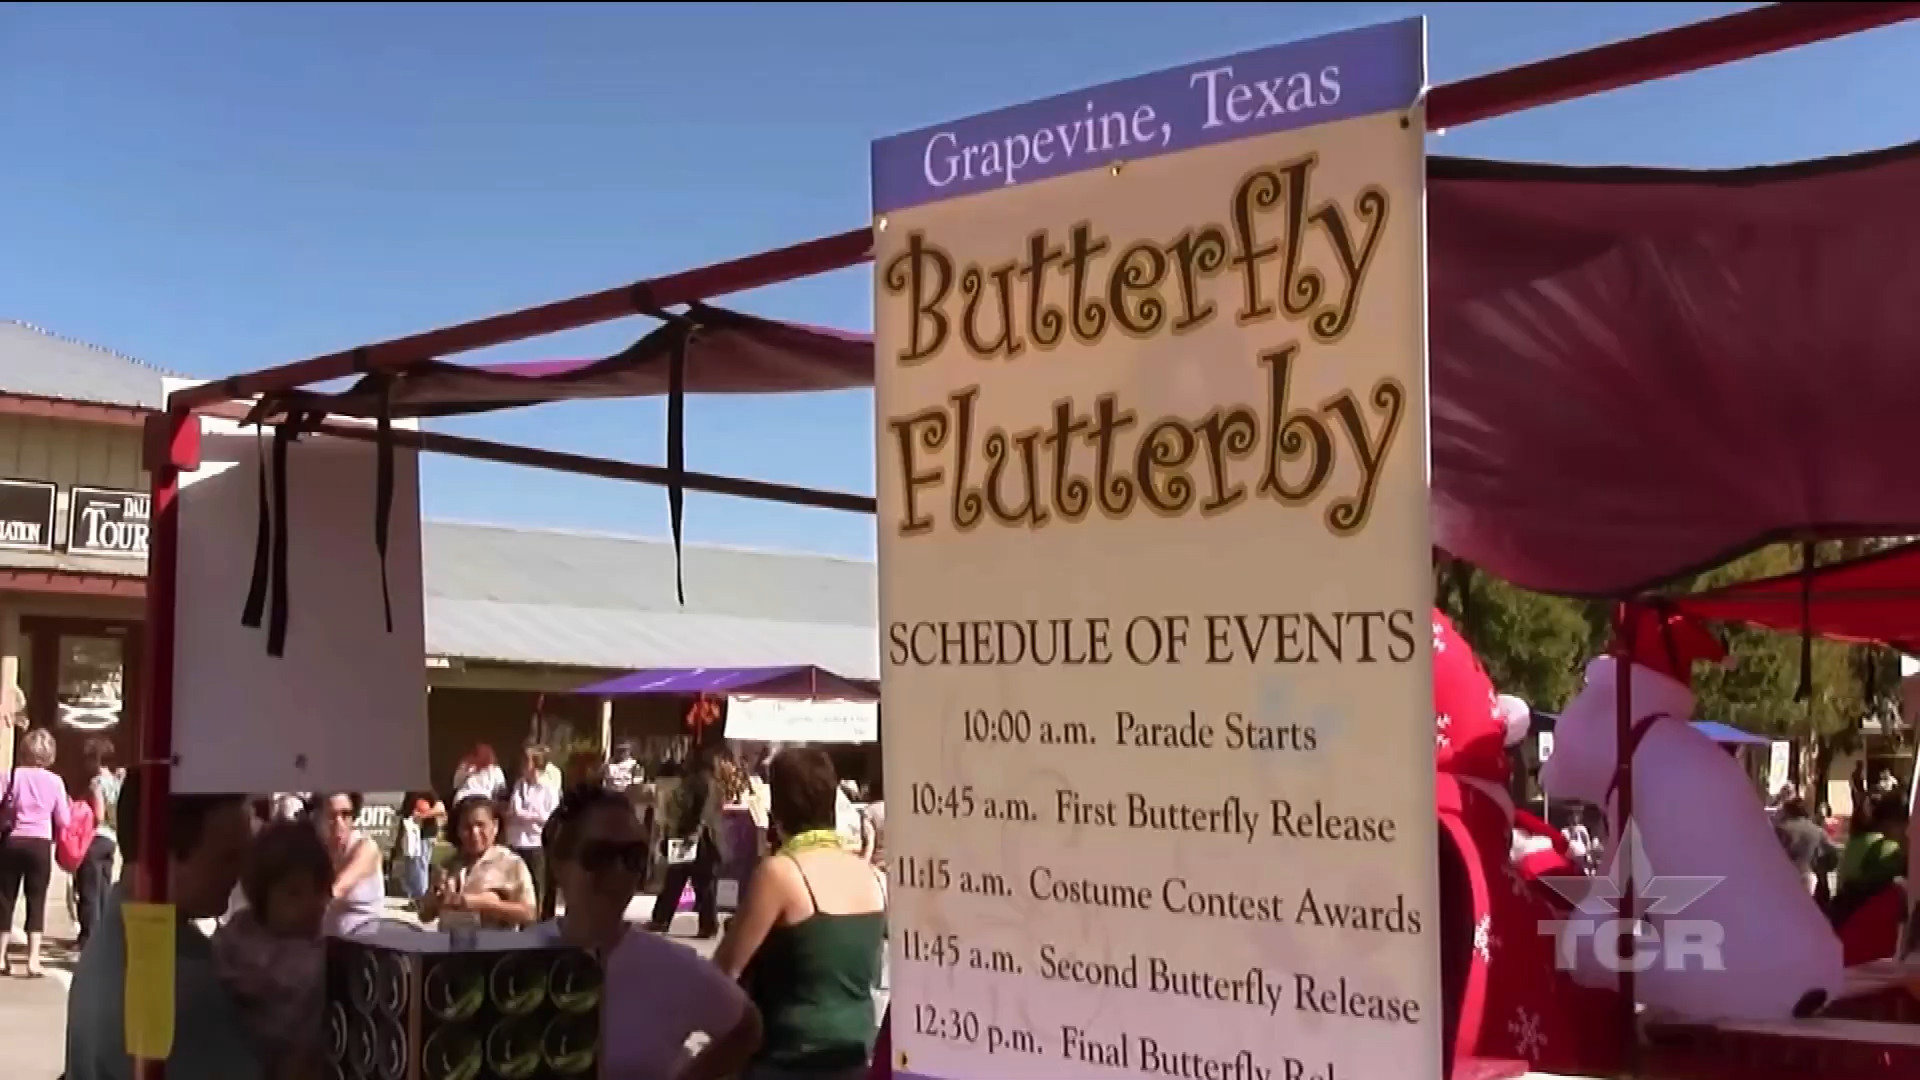 Grapevine, Texas
Butterfly
Flutterby
SCHEDULE OF EVENTS
10:00 a.m. Parade Starts
10:45 a.m. First Butterfly Release
11:15 a.m. Costume Contest Awards
11:45 a.m. Second Butterfly Release
12:30 p.m. Final Butterfly
TOUR
TCR